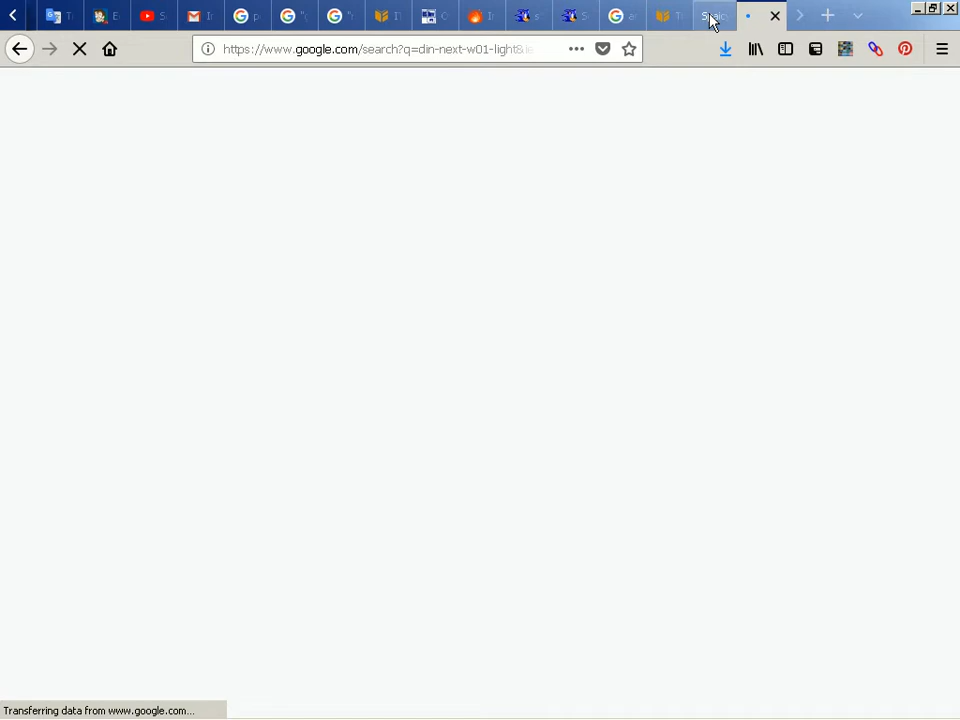 https://www.google.com/search?q=din-next-w01-light&
Transferring data from www.google.com...